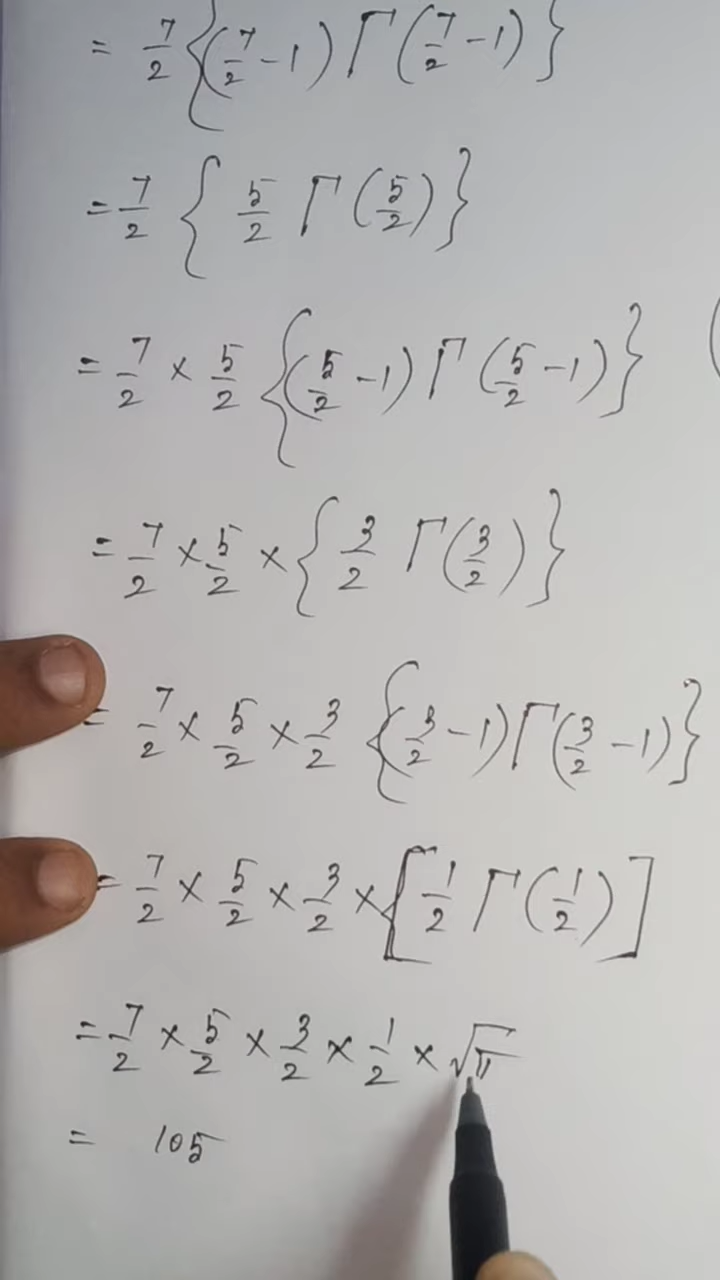 = 7/2 {(7/2 - 1) Γ(7/2 - 1)}
= 7/2 { 5/2 Γ(5/2)}
= 7/2 × 5/2 {(5/2 - 1) Γ(5/2 - 1)}
= 7/2 × 5/2 × { 3/2 Γ(3/2)}
= 7/2 × 5/2 × 3/2 {(3/2 - 1) Γ(3/2 - 1)}
= 7/2 × 5/2 × 3/2 × [1/2 Γ(1/2)]
= 7/2 × 5/2 × 3/2 × 1/2 × √π
= 105